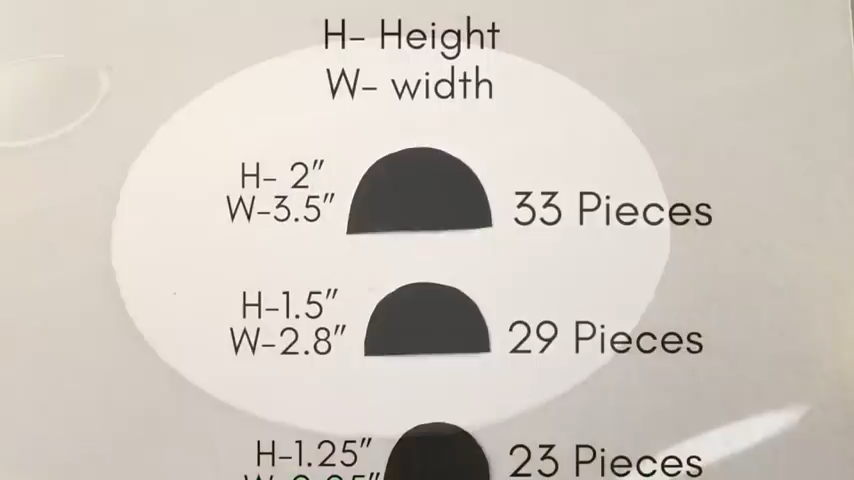 H- Height
W- width
H- 2"
W-3.5"
33 Pieces
H-1.5"
W-2.8"
29 Pieces
H-1.25"
23 Pieces